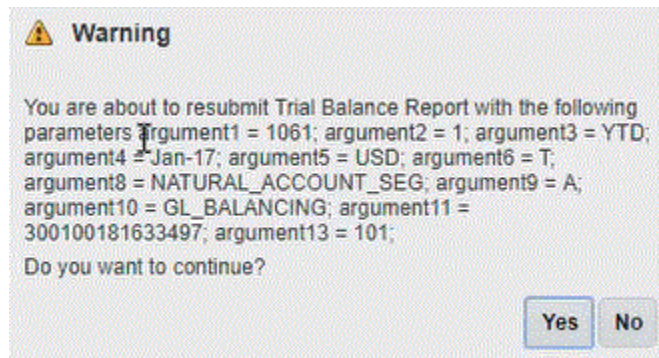 Warning
You are about to resubmit Trial Balance Report with the following
parameters argument1 = 1061; argument2 = 1; argument3 = YTD;
argument4 = Jan-17; argument5 = USD; argument6 = T;
argument8 = NATURAL_ACCOUNT_SEG; argument9 = A;
argument10 = GL_BALANCING; argument11 =
300100181633497; argument13 = 101;
Do you want to continue?
Yes No